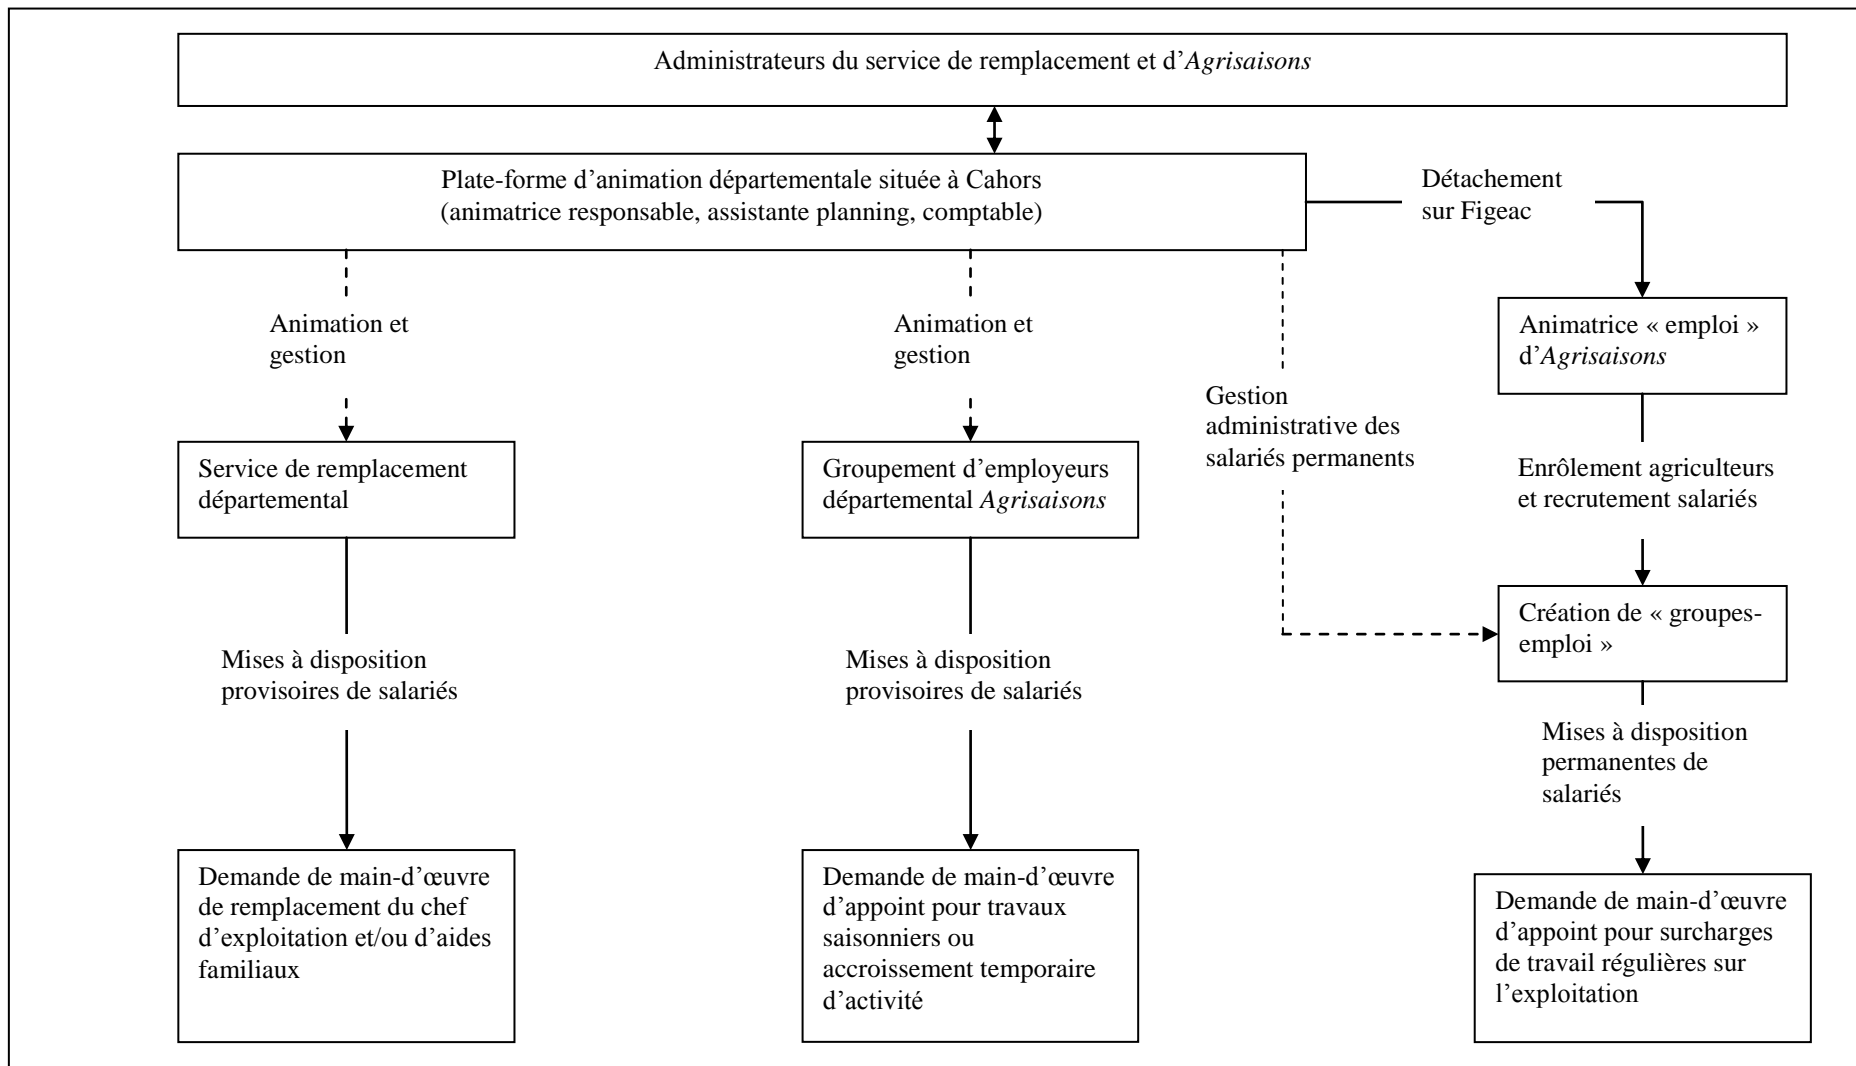 Administrateurs du service de remplacement et d’Agrisaisons
Plate-forme d’animation départementale située à Cahors
(animatrice responsable, assistante planning, comptable)
Détachement
sur Figeac
Animation et
gestion
Animation et
gestion
Gestion
administrative des
salariés permanents
Animatrice « emploi »
d’Agrisaisons
Service de remplacement
départemental
Groupement d’employeurs
départemental Agrisaisons
Enrôlement agriculteurs
et recrutement salariés
Création de « groupes-
emploi »
Mises à disposition
provisoires de salariés
Mises à disposition
provisoires de salariés
Mises à disposition
permanentes de
salariés
Demande de main-d’œuvre
de remplacement du chef
d’exploitation et/ou d’aides
familiaux
Demande de main-d’œuvre
d’appoint pour travaux
saisonniers ou
accroissement temporaire
d’activité
Demande de main-d’œuvre
d’appoint pour surcharges
de travail régulières sur
l’exploitation